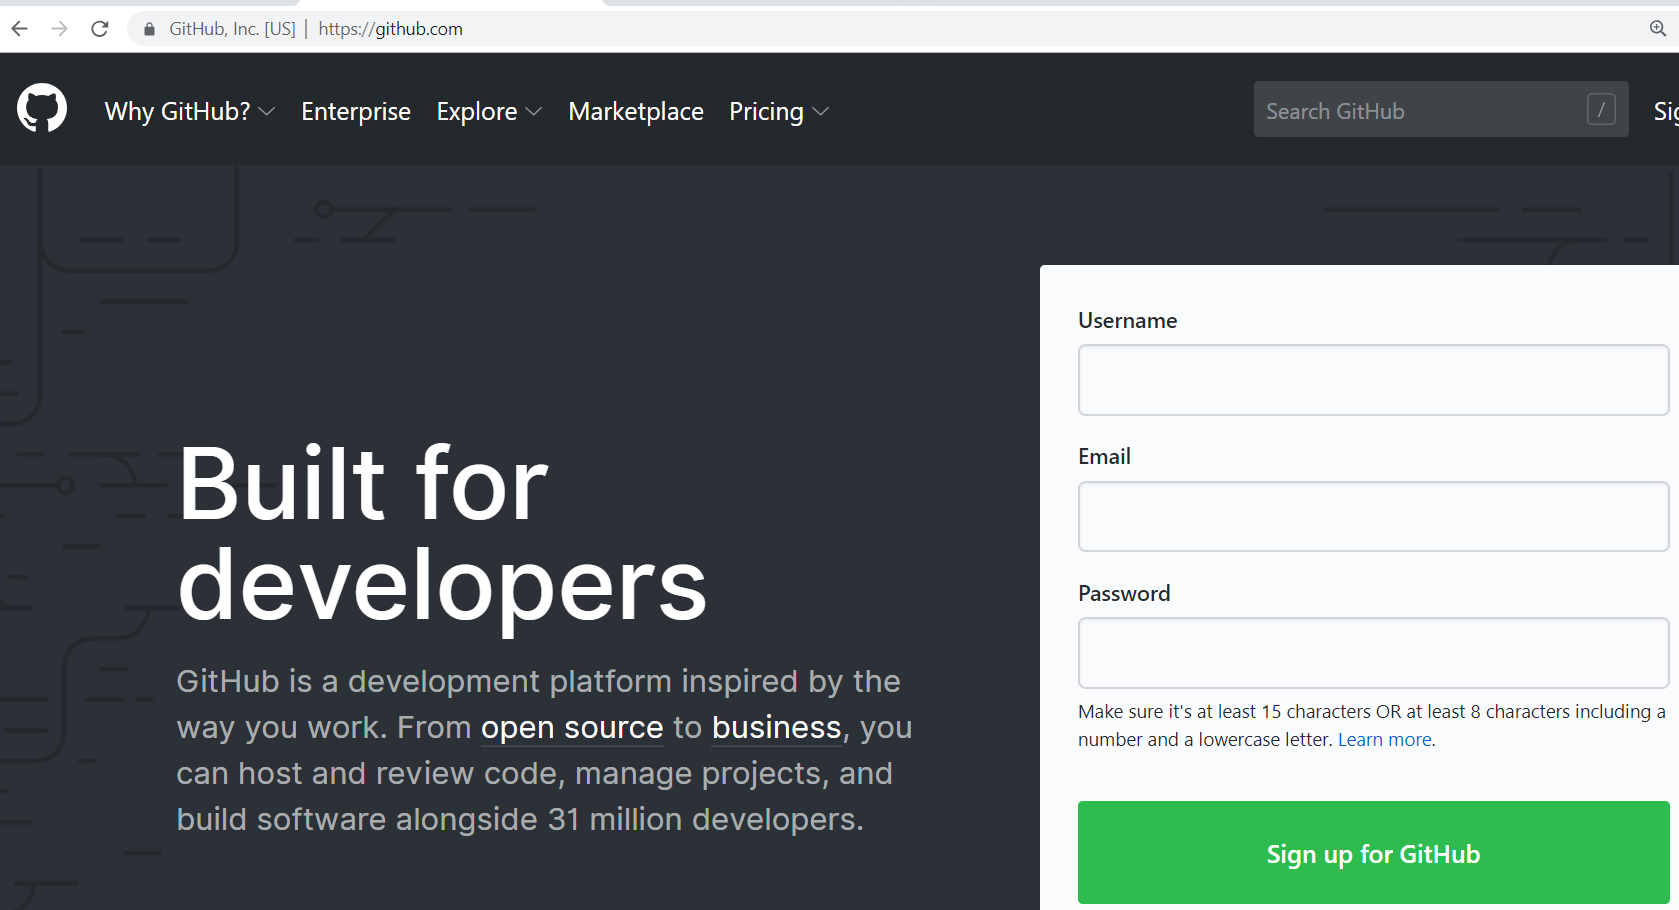 GitHub, Inc. [US] | https://github.com
Why GitHub? Enterprise Explore Marketplace Pricing Search GitHub /
Built for
developers
GitHub is a development platform inspired by the
way you work. From open source to business, you
can host and review code, manage projects, and
build software alongside 31 million developers.
Username
Email
Password
Make sure it's at least 15 characters OR at least 8 characters including a
number and a lowercase letter. Learn more.
Sign up for GitHub